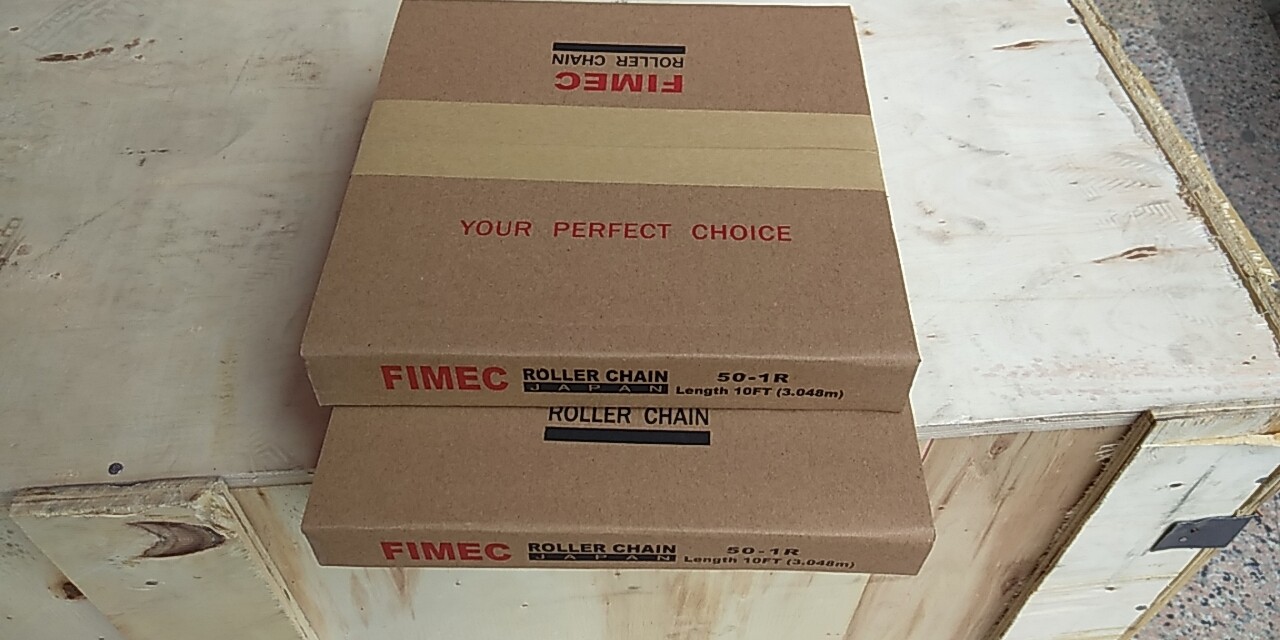 ROLLER CHAIN
FIMEC
YOUR PERFECT CHOICE
FIMEC ROLLER CHAIN 50-1R
JAPAN Length 10FT (3.048m)
ROLLER CHAIN
FIMEC ROLLER CHAIN 50-1R
JAPAN Length 10FT (3.048m)